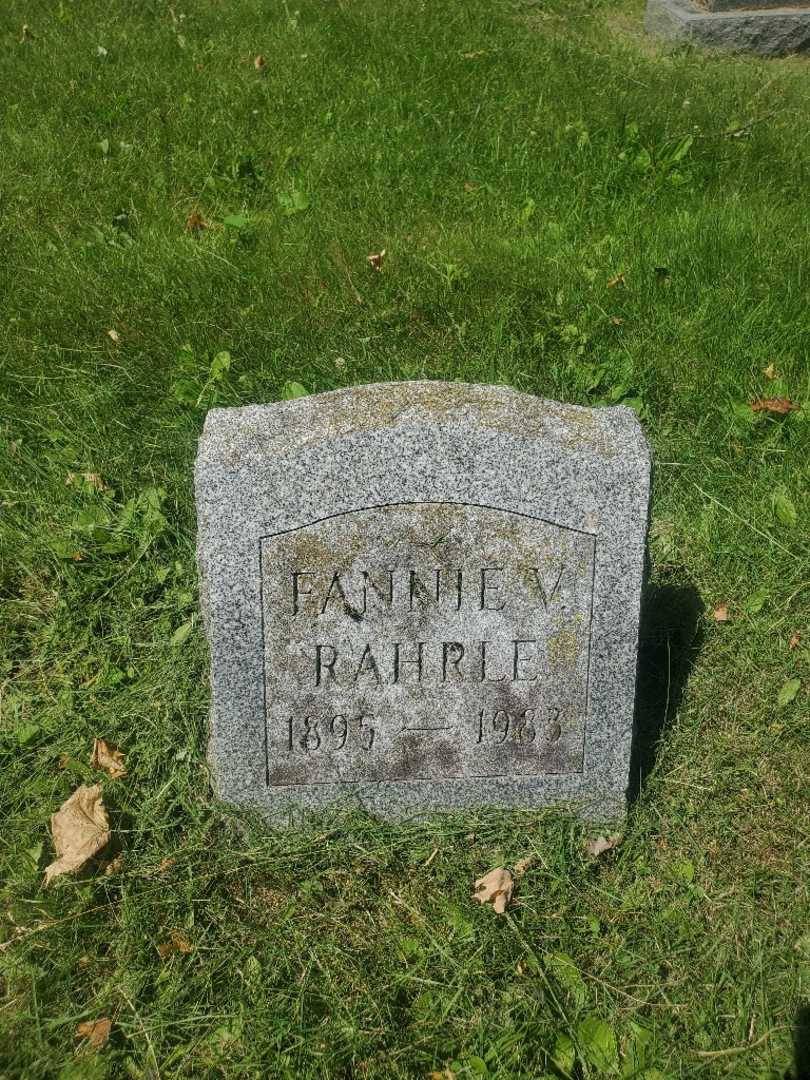 FANNIE V.
RAHRLE
1895 — 1983